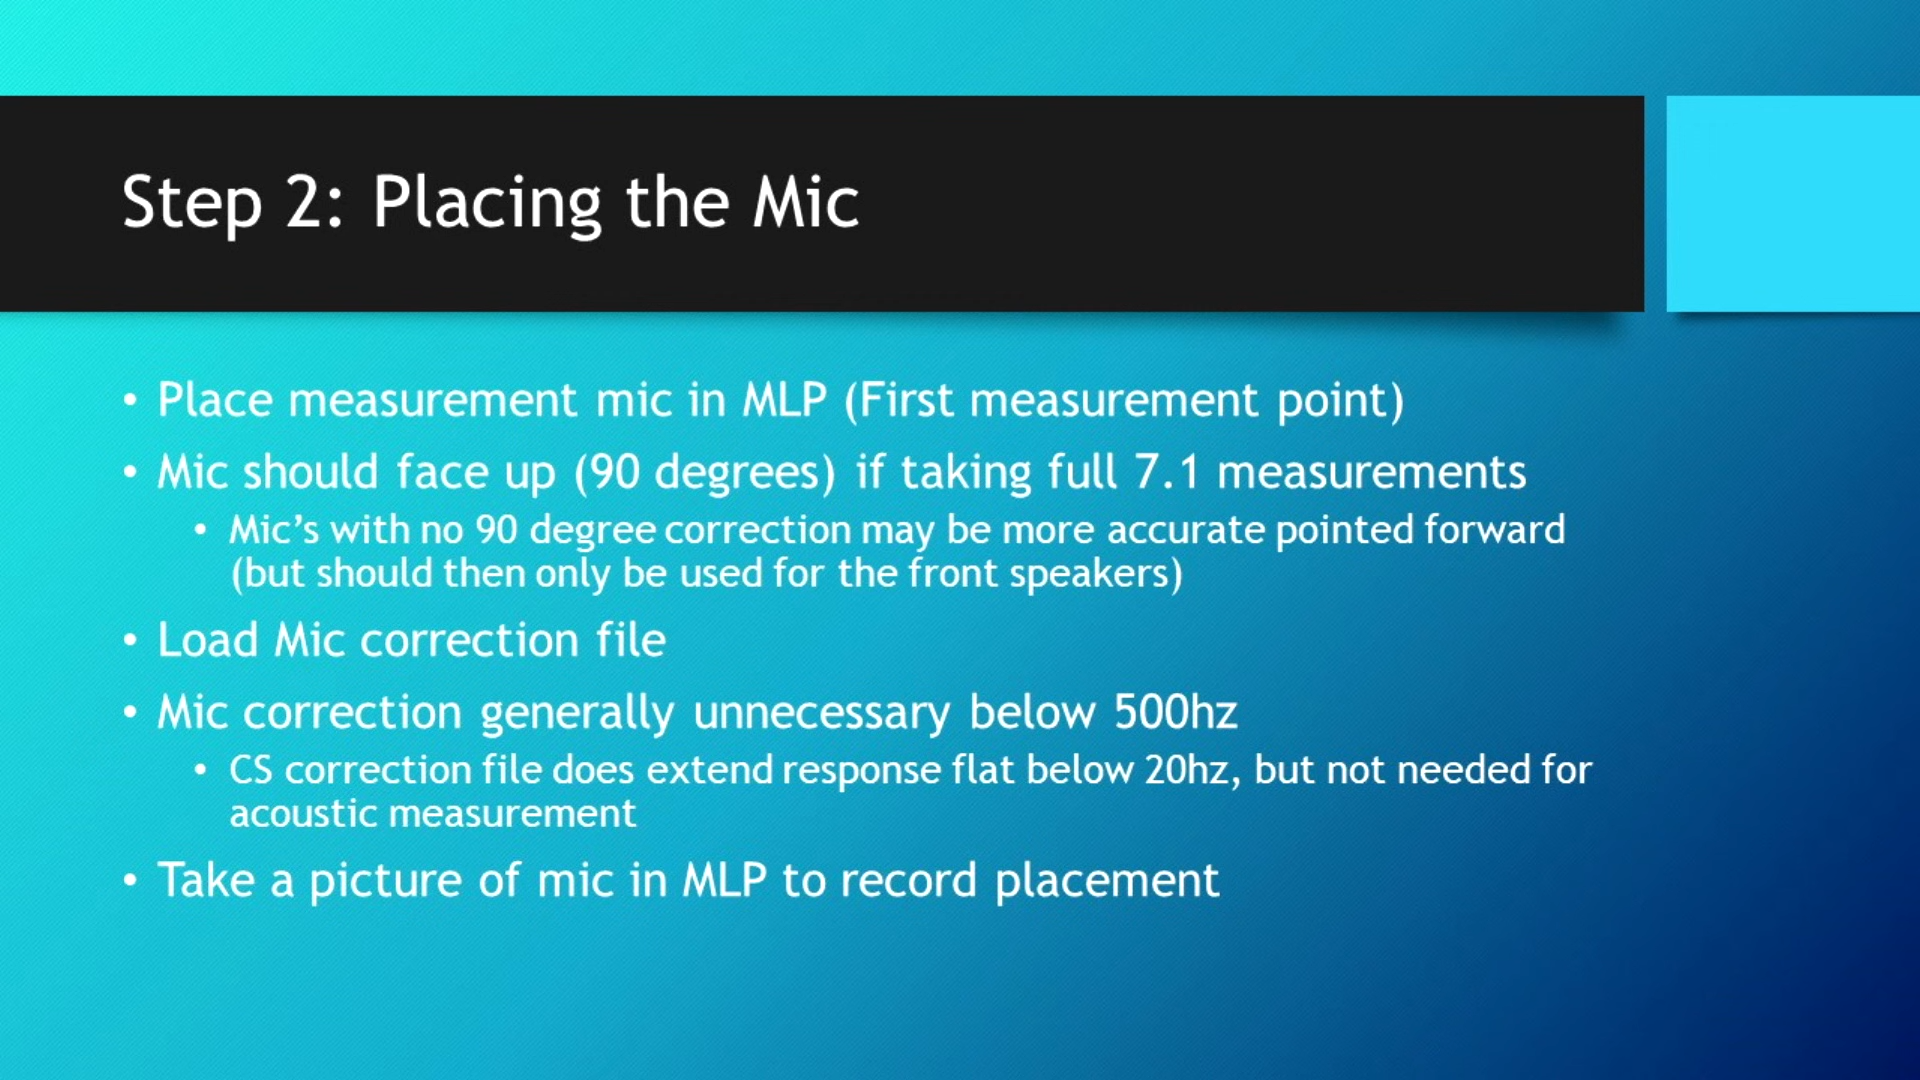 Step 2: Placing the Mic
• Place measurement mic in MLP (First measurement point)
• Mic should face up (90 degrees) if taking full 7.1 measurements
• Mic’s with no 90 degree correction may be more accurate pointed forward
(but should then only be used for the front speakers)
• Load Mic correction file
• Mic correction generally unnecessary below 500hz
• CS correction file does extend response flat below 20hz, but not needed for
acoustic measurement
• Take a picture of mic in MLP to record placement